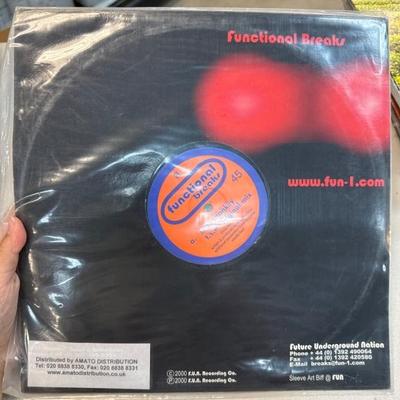 Functional Breaks
www.fun-1.com
45
functional
breaks
mix
Future Underground Nation
Phone + 44 (0) 1392 490064
Fax + 44 (0) 1392 420580
E-Mail breaks@fun-1.com
Sleeve Art Biff @ FUN
Distributed by AMATO DISTRIBUTION
Tel: 020 8838 8330, Fax: 020 8838 8331
www.amatodistribution.co.uk
©2000 F.U.N. Recording Co.
℗2000 F.U.N. Recording Co.